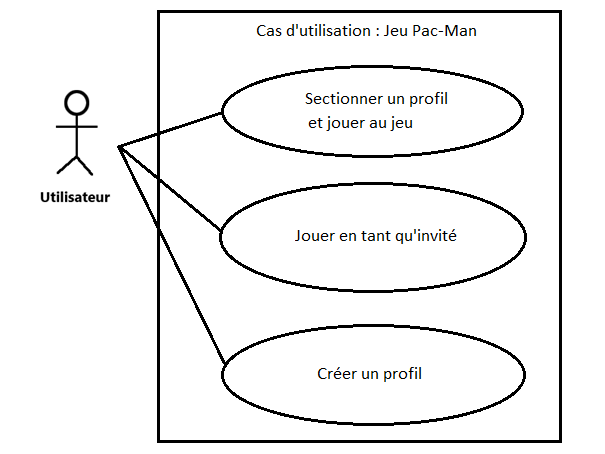 Cas d'utilisation : Jeu Pac-Man
Sectionner un profil
et jouer au jeu
Utilisateur
Jouer en tant qu'invité
Créer un profil